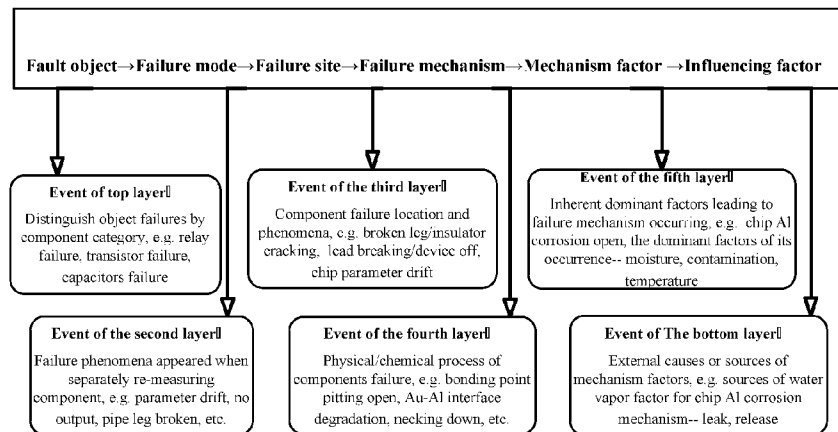 Fault object→Failure mode→Failure site→Failure mechanism→Mechanism factor →Influencing factor
Event of top layer
Distinguish object failures by
component category, e.g. relay
failure, transistor failure,
capacitors failure
Event of the third layer
Component failure location and
phenomena, e.g. broken leg/insulator
cracking, lead breaking/device off,
chip parameter drift
Event of the fifth layer
Inherent dominant factors leading to
failure mechanism occurring, e.g. chip Al
corrosion open, the dominant factors of its
occurrence-- moisture, contamination,
temperature
Event of the second layer
Failure phenomena appeared when
separately re-measuring
component, e.g. parameter drift, no
output, pipe leg broken, etc.
Event of the fourth layer
Physical/chemical process of
components failure, e.g. bonding point
pitting open, Au-Al interface
degradation, necking down, etc.
Event of The bottom layer
External causes or sources of
mechanism factors, e.g. sources of water
vapor factor for chip Al corrosion
mechanism-- leak, release